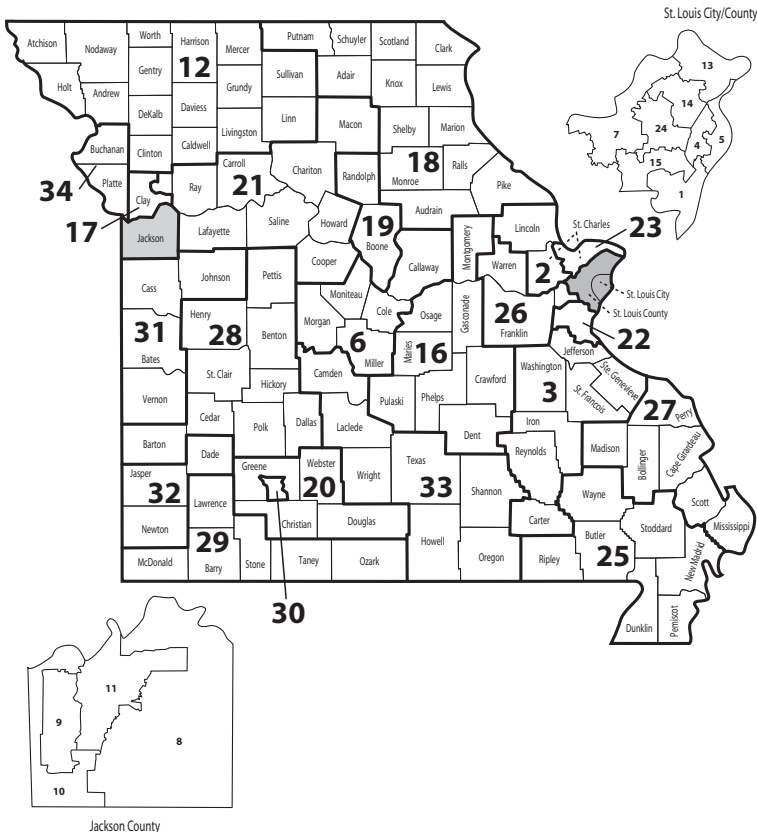 St. Louis City/County
13
14
7
24
5
4
15
1
Atchison
Nodaway
Worth
Harrison
Mercer
Putnam
Schuyler
Scotland
Clark
Gentry
12
Sullivan
Adair
Knox
Lewis
Holt
Andrew
Grundy
DeKalb
Daviess
Linn
Macon
Shelby
Marion
Livingston
Buchanan
Clinton
Caldwell
Carroll
Chariton
Randolph
18
Ralls
Monroe
Pike
34
Platte
Clay
Ray
21
Audrain
17
Jackson
Lafayette
Saline
Howard
19
Boone
Montgomery
Lincoln
St. Charles
23
Callaway
Warren
2
Cass
Johnson
Pettis
Cooper
St. Louis City
St. Louis County
Moniteau
Cole
Osage
Gasconade
26
Franklin
22
Henry
Morgan
31
28
Benton
6
Miller
Maries
16
Jefferson
Bates
Washington
Ste. Genevieve
St. Clair
Camden
Crawford
3
St. Francois
Hickory
Pulaski
Phelps
27
Perry
Vernon
Cedar
Polk
Dallas
Laclede
Dent
Iron
Reynolds
Madison
Bollinger
Cape Girardeau
Barton
Dade
Greene
Webster
Wright
Texas
Jasper
32
Lawrence
20
33
Shannon
Wayne
Scott
Mississippi
Newton
29
Christian
Douglas
Carter
Butler
Stoddard
McDonald
Barry
Stone
Taney
Ozark
Howell
Oregon
Ripley
25
New Madrid
30
Dunklin
Pemiscot
11
9
8
10
Jackson County